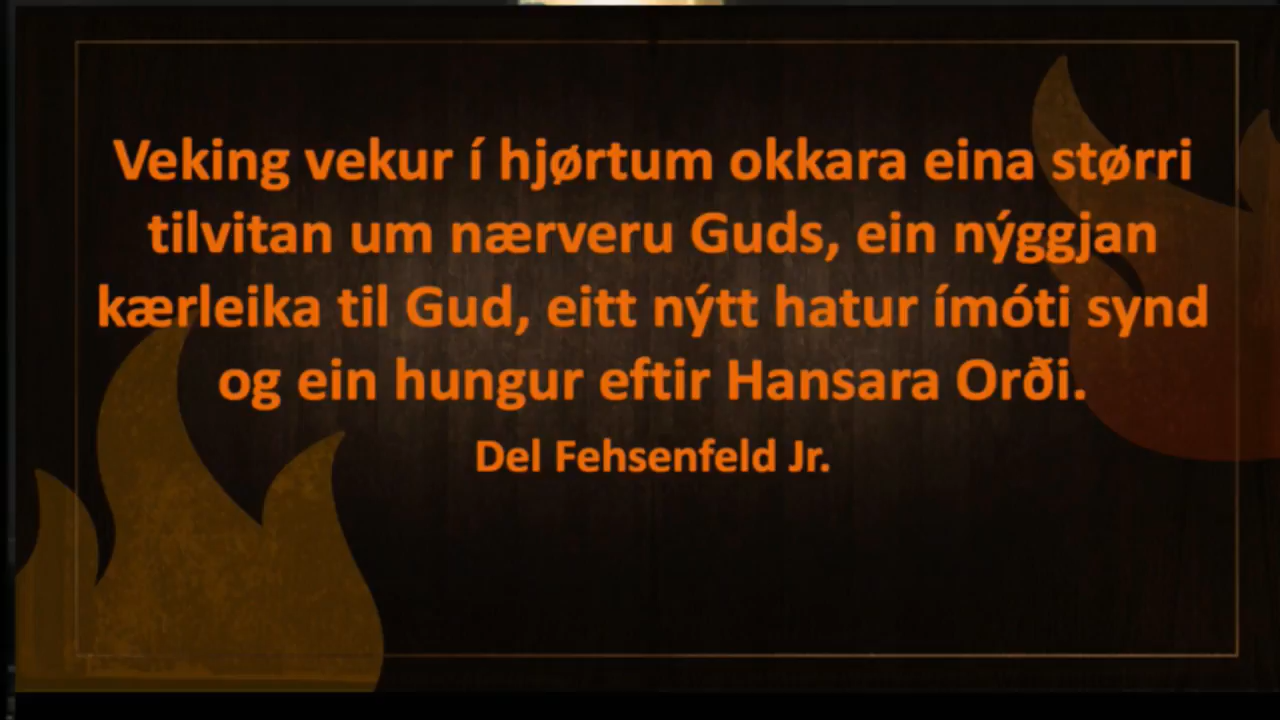 Veking vekur í hjørtum okkara eina størri
tilvitan um nærveru Guds, ein nýggjan
kærleika til Gud, eitt nýtt hatur ímóti synd
og ein hungur eftir Hansara Orði.
Del Fehsenfeld Jr.